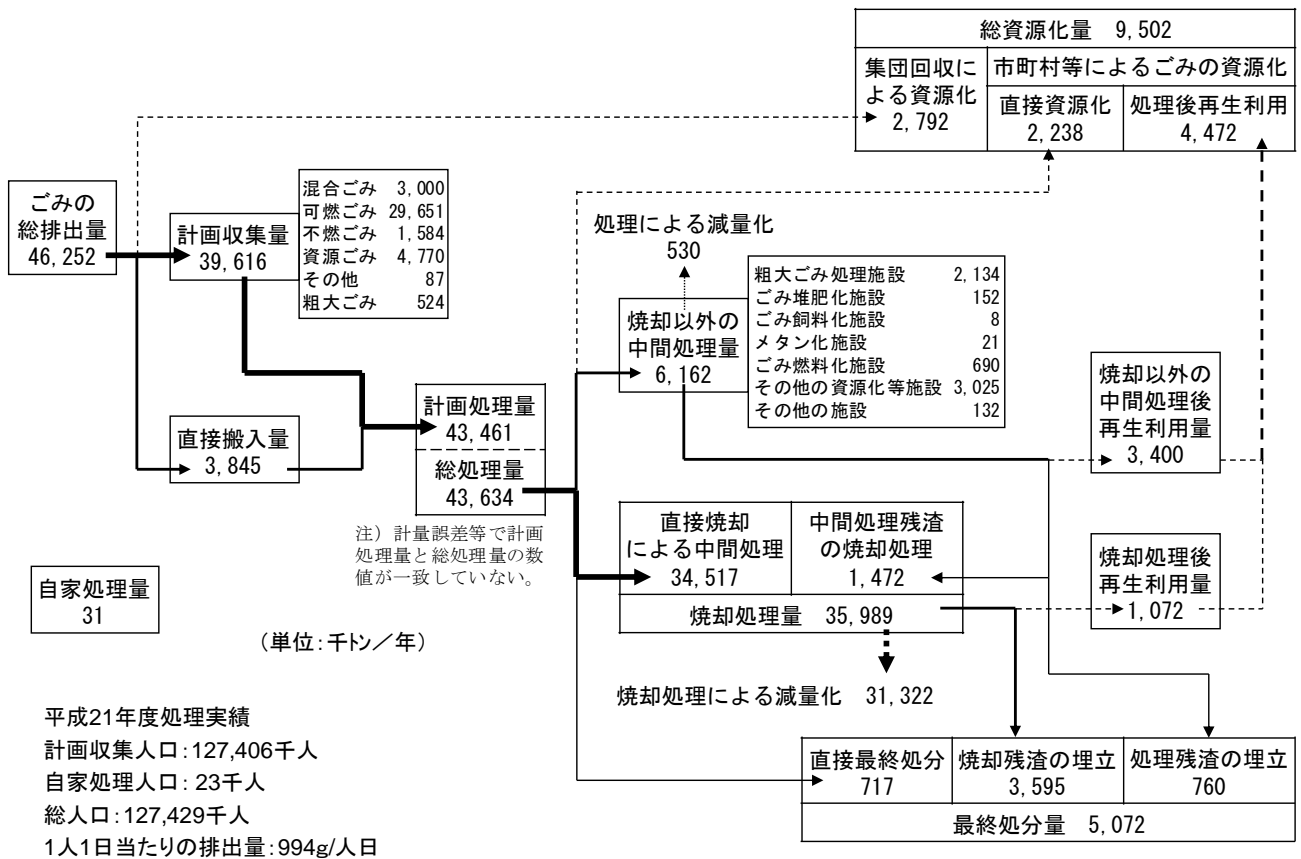 総資源化量 9,502
集団回収に
よる資源化
2,792
市町村等によるごみの資源化
直接資源化
2,238
処理後再生利用
4,472
ごみの
総排出量
46,252
計画収集量
39,616
混合ごみ 3,000
可燃ごみ 29,651
不燃ごみ 1,584
資源ごみ 4,770
その他 87
粗大ごみ 524
処理による減量化
530
焼却以外の
中間処理量
6,162
粗大ごみ処理施設 2,134
ごみ堆肥化施設 152
ごみ飼料化施設 8
メタン化施設 21
ごみ燃料化施設 690
その他の資源化等施設 3,025
その他の施設 132
焼却以外の
中間処理後
再生利用量
3,400
直接搬入量
3,845
計画処理量
43,461
総処理量
43,634
注）計量誤差等で計画
処理量と総処理量の数
値が一致していない。
直接焼却
による中間処理
34,517
中間処理残渣
の焼却処理
1,472
焼却処理量 35,989
焼却処理後
再生利用量
1,072
自家処理量
31
（単位：千トン／年）
焼却処理による減量化 31,322
平成21年度処理実績
計画収集人口：127,406千人
自家処理人口：23千人
総人口：127,429千人
1人1日当たりの排出量：994g/人日
直接最終処分
717
焼却残渣の埋立
3,595
処理残渣の埋立
760
最終処分量 5,072